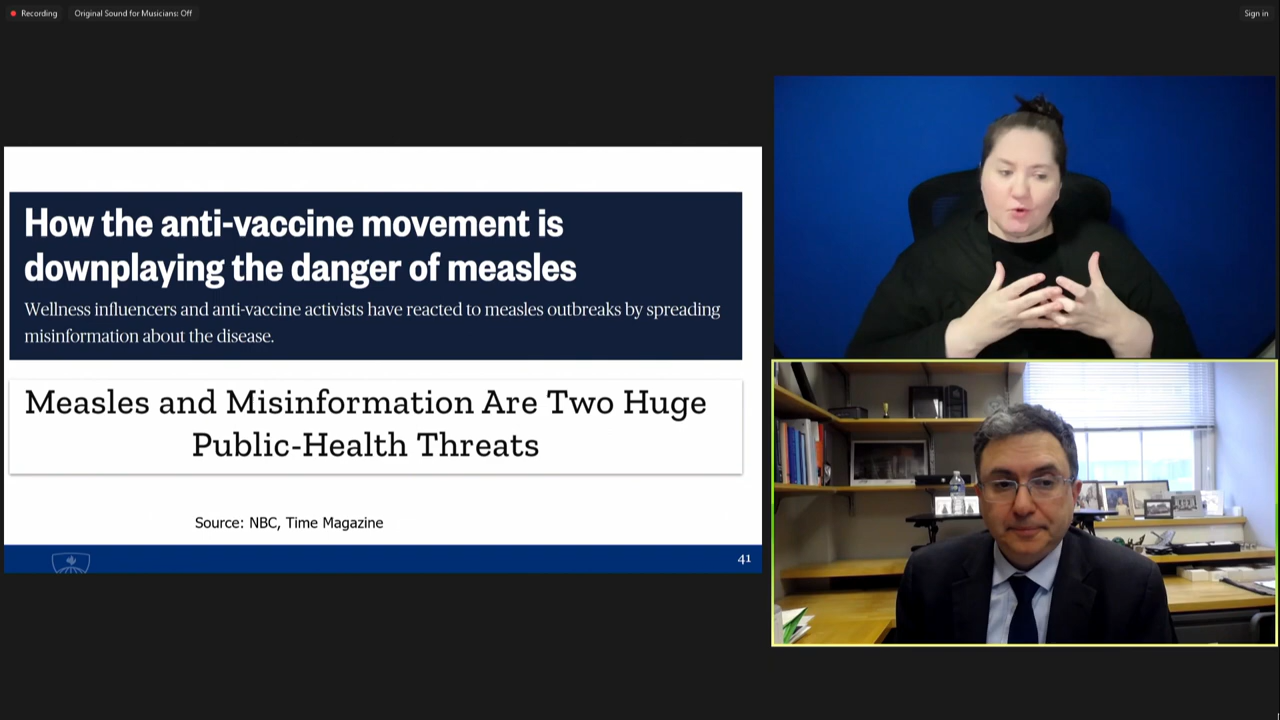 Recording
Original Sound for Musicians: Off
Sign in
How the anti-vaccine movement is
downplaying the danger of measles
Wellness influencers and anti-vaccine activists have reacted to measles outbreaks by spreading
misinformation about the disease.
Measles and Misinformation Are Two Huge
Public-Health Threats
Source: NBC, Time Magazine
41